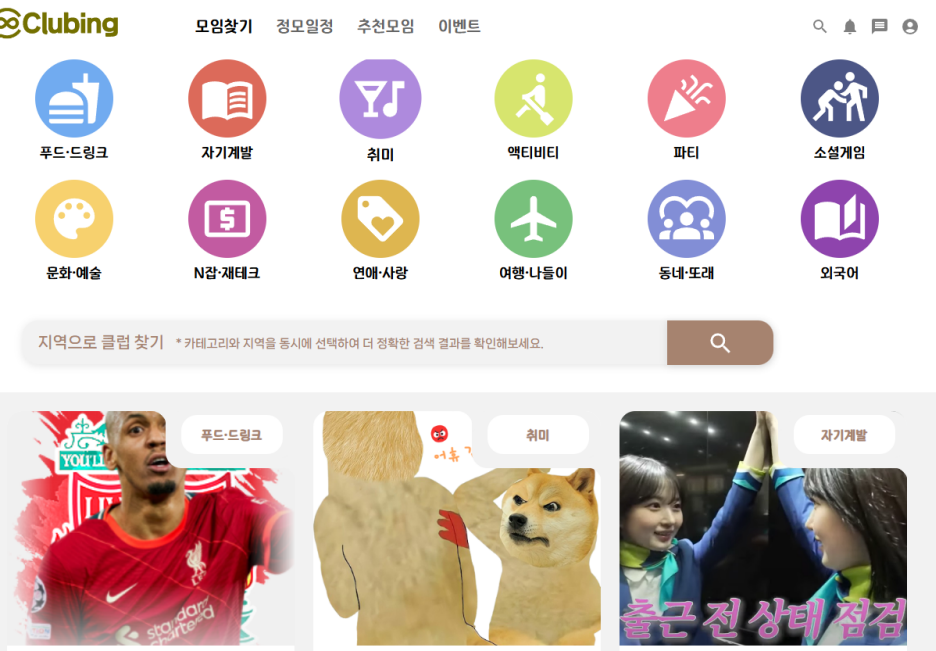 Clubing
모임찾기 정모일정 추천모임 이벤트
푸드·드링크 자기계발 취미 액티비티 파티 소셜게임
문화·예술 N잡·재테크 연애·사랑 여행·나들이 동네·또래 외국어
지역으로 클럽 찾기 * 카테고리와 지역을 동시에 선택하여 더 정확한 검색 결과를 확인해보세요.
푸드·드링크 취미 자기계발
YOU'LL
어휴
standard
chartered
출근 전 상태 점검